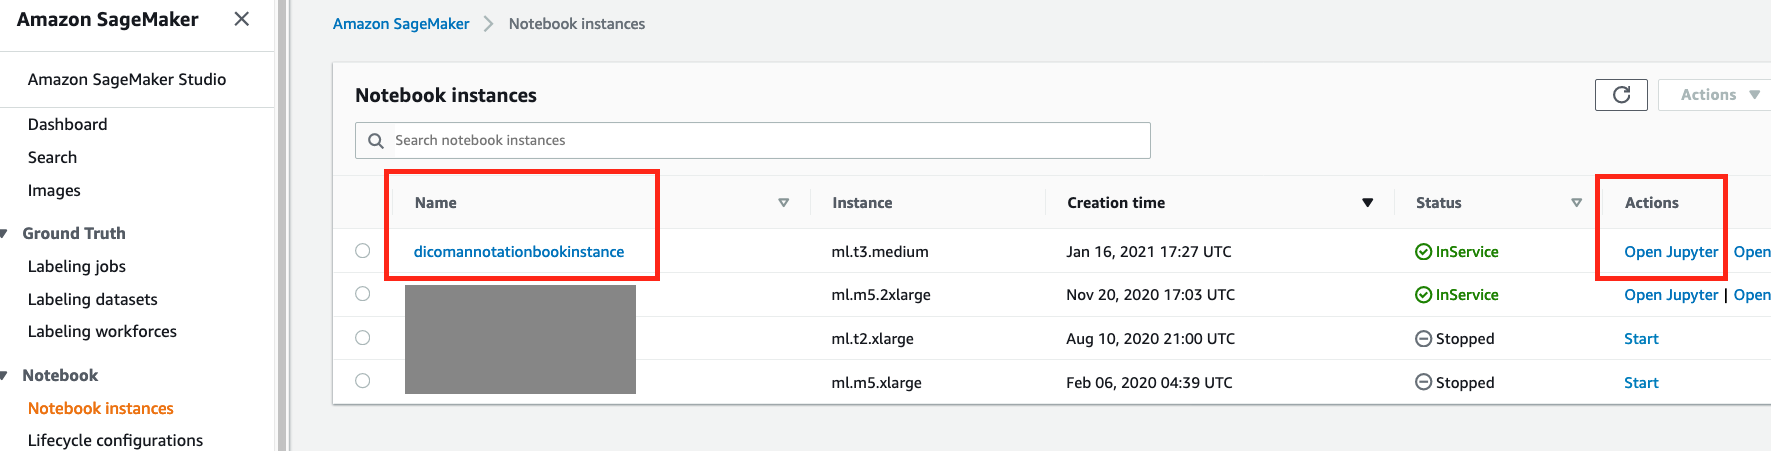 Amazon SageMaker
Amazon SageMaker Studio
Dashboard
Search
Images
Ground Truth
Labeling jobs
Labeling datasets
Labeling workforces
Notebook
Notebook instances
Lifecycle configurations
Amazon SageMaker > Notebook instances
Notebook instances
Actions
Search notebook instances
Name Instance Creation time Status Actions
dicomannotationbookinstance ml.t3.medium Jan 16, 2021 17:27 UTC InService Open Jupyter Open
ml.m5.2xlarge Nov 20, 2020 17:03 UTC InService Open Jupyter | Open
ml.t2.xlarge Aug 10, 2020 21:00 UTC Stopped Start
ml.m5.xlarge Feb 06, 2020 04:39 UTC Stopped Start